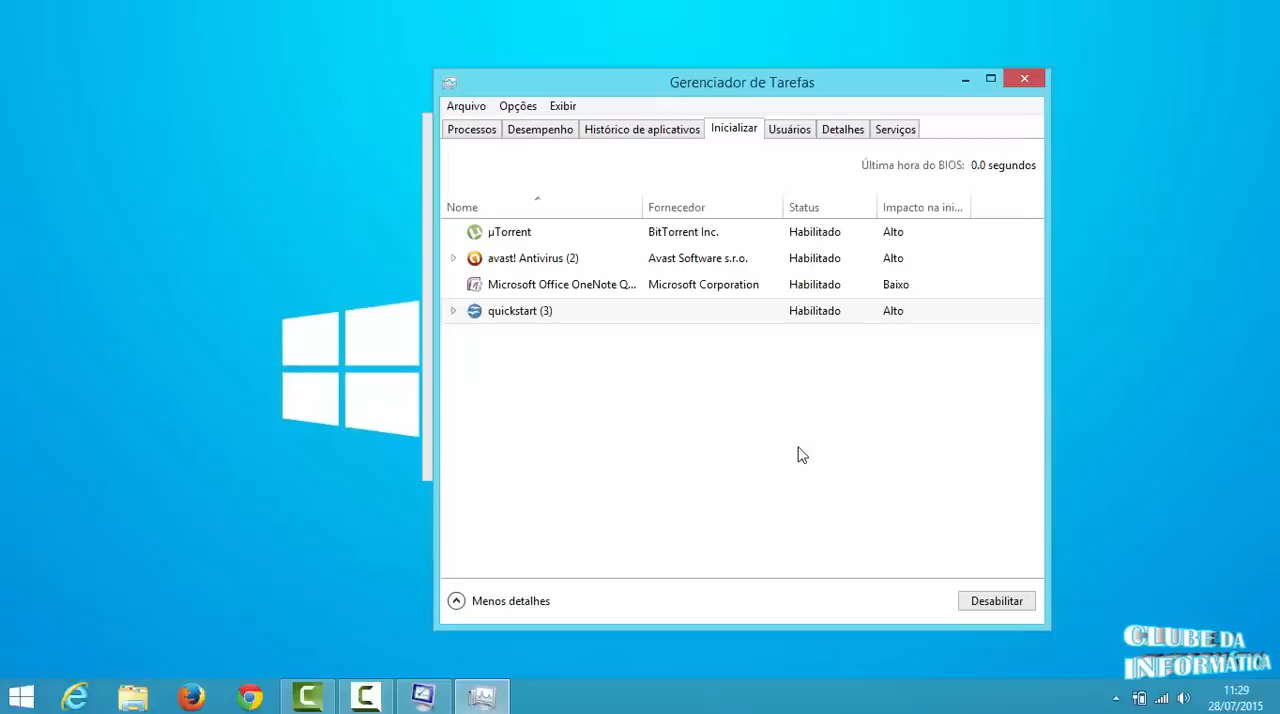 Gerenciador de Tarefas
Arquivo Opções Exibir
Processos Desempenho Histórico de aplicativos Inicializar Usuários Detalhes Serviços
Última hora do BIOS: 0.0 segundos
Nome Fornecedor Status Impacto na ini...
µTorrent BitTorrent Inc. Habilitado Alto
avast! Antivirus (2) Avast Software s.r.o. Habilitado Alto
Microsoft Office OneNote Q... Microsoft Corporation Habilitado Baixo
quickstart (3) Habilitado Alto
Menos detalhes Desabilitar
CLUBE DA
INFORMÁTICA
11:29
28/07/2015